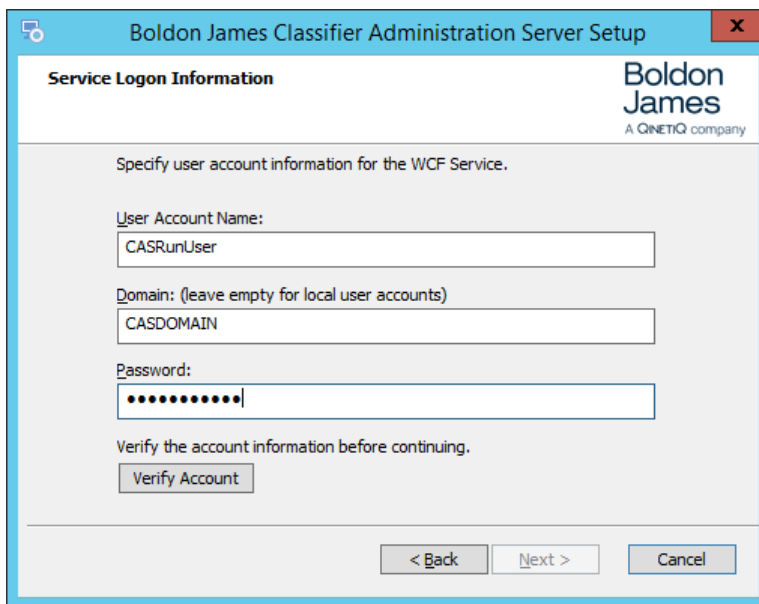 Boldon James Classifier Administration Server Setup
x
Service Logon Information
Boldon
James
A QINETIQ company
Specify user account information for the WCF Service.
User Account Name:
CASRunUser
Domain: (leave empty for local user accounts)
CASDOMAIN
Password:
●●●●●●●●●●●
Verify the account information before continuing.
Verify Account
< Back
Next >
Cancel